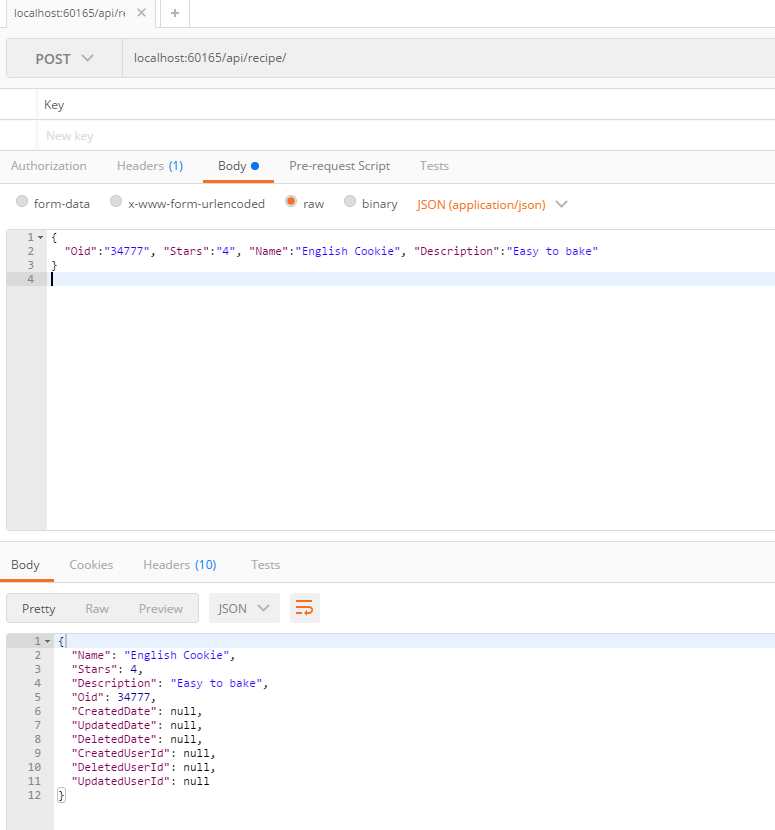 localhost:60165/api/re
POST localhost:60165/api/recipe/
Key
New key
Authorization Headers (1) Body Pre-request Script Tests
form-data x-www-form-urlencoded raw binary JSON (application/json)
1 {
2 "Oid":"34777", "Stars":"4", "Name":"English Cookie", "Description":"Easy to bake"
3 }
4
Body Cookies Headers (10) Tests
Pretty Raw Preview JSON
1 {
2 "Name": "English Cookie",
3 "Stars": 4,
4 "Description": "Easy to bake",
5 "Oid": 34777,
6 "CreatedDate": null,
7 "UpdatedDate": null,
8 "DeletedDate": null,
9 "CreatedUserId": null,
10 "DeletedUserId": null,
11 "UpdatedUserId": null
12 }